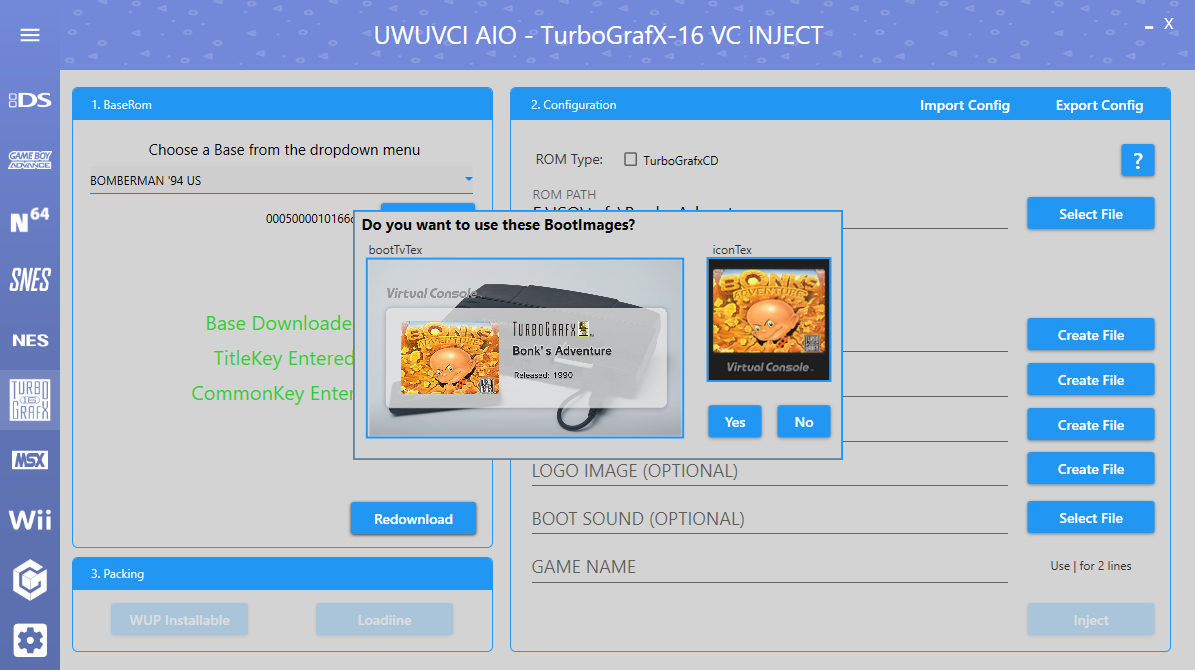 UWUVCI AIO - TurboGrafX-16 VC INJECT
X
DS
GAME BOY
ADVANCE
N64
SNES
NES
TURBO
16
GRAFX
MSX
Wii
1. BaseRom
Choose a Base from the dropdown menu
BOMBERMAN '94 US
0005000010166
Base Downloade
TitleKey Entered
CommonKey Enter
Redownload
3. Packing
WUP Installable
Loadiine
2. Configuration
Import Config
Export Config
ROM Type:
TurboGrafxCD
?
ROM PATH
Select File
Create File
Create File
Create File
LOGO IMAGE (OPTIONAL)
Create File
BOOT SOUND (OPTIONAL)
Select File
GAME NAME
Use | for 2 lines
Inject
Do you want to use these BootImages?
bootTvTex
Virtual Console
BONK'S
ADVENTURE
TURBOGRAFX
Bonk's Adventure
Released: 1990
iconTex
BONK'S
ADVENTURE
Virtual Console
Yes
No